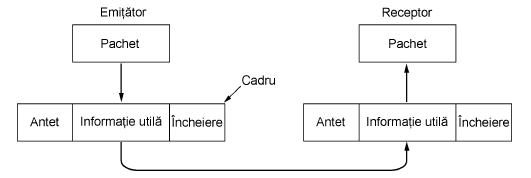 Emițător
Receptor
Pachet
Pachet
Cadru
Antet
Informație utilă
Încheiere
Antet
Informație utilă
Încheiere